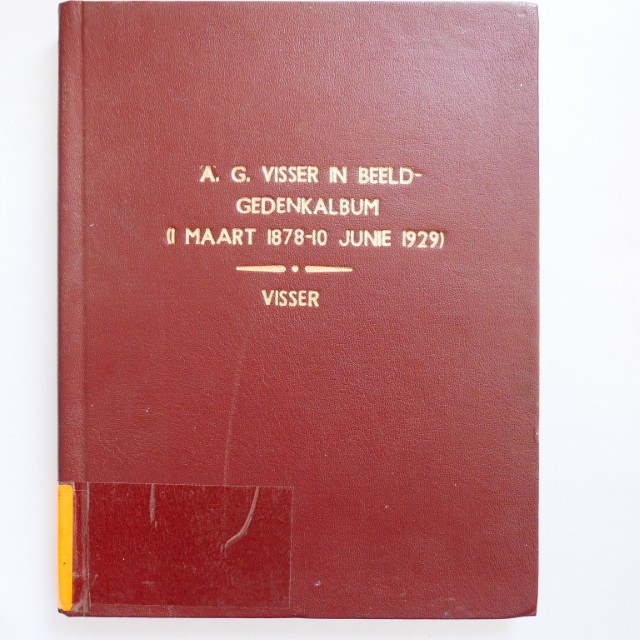 A. G. VISSER IN BEELD-
GEDENKALBUM
(1 MAART 1878-10 JUNIE 1929)
VISSER